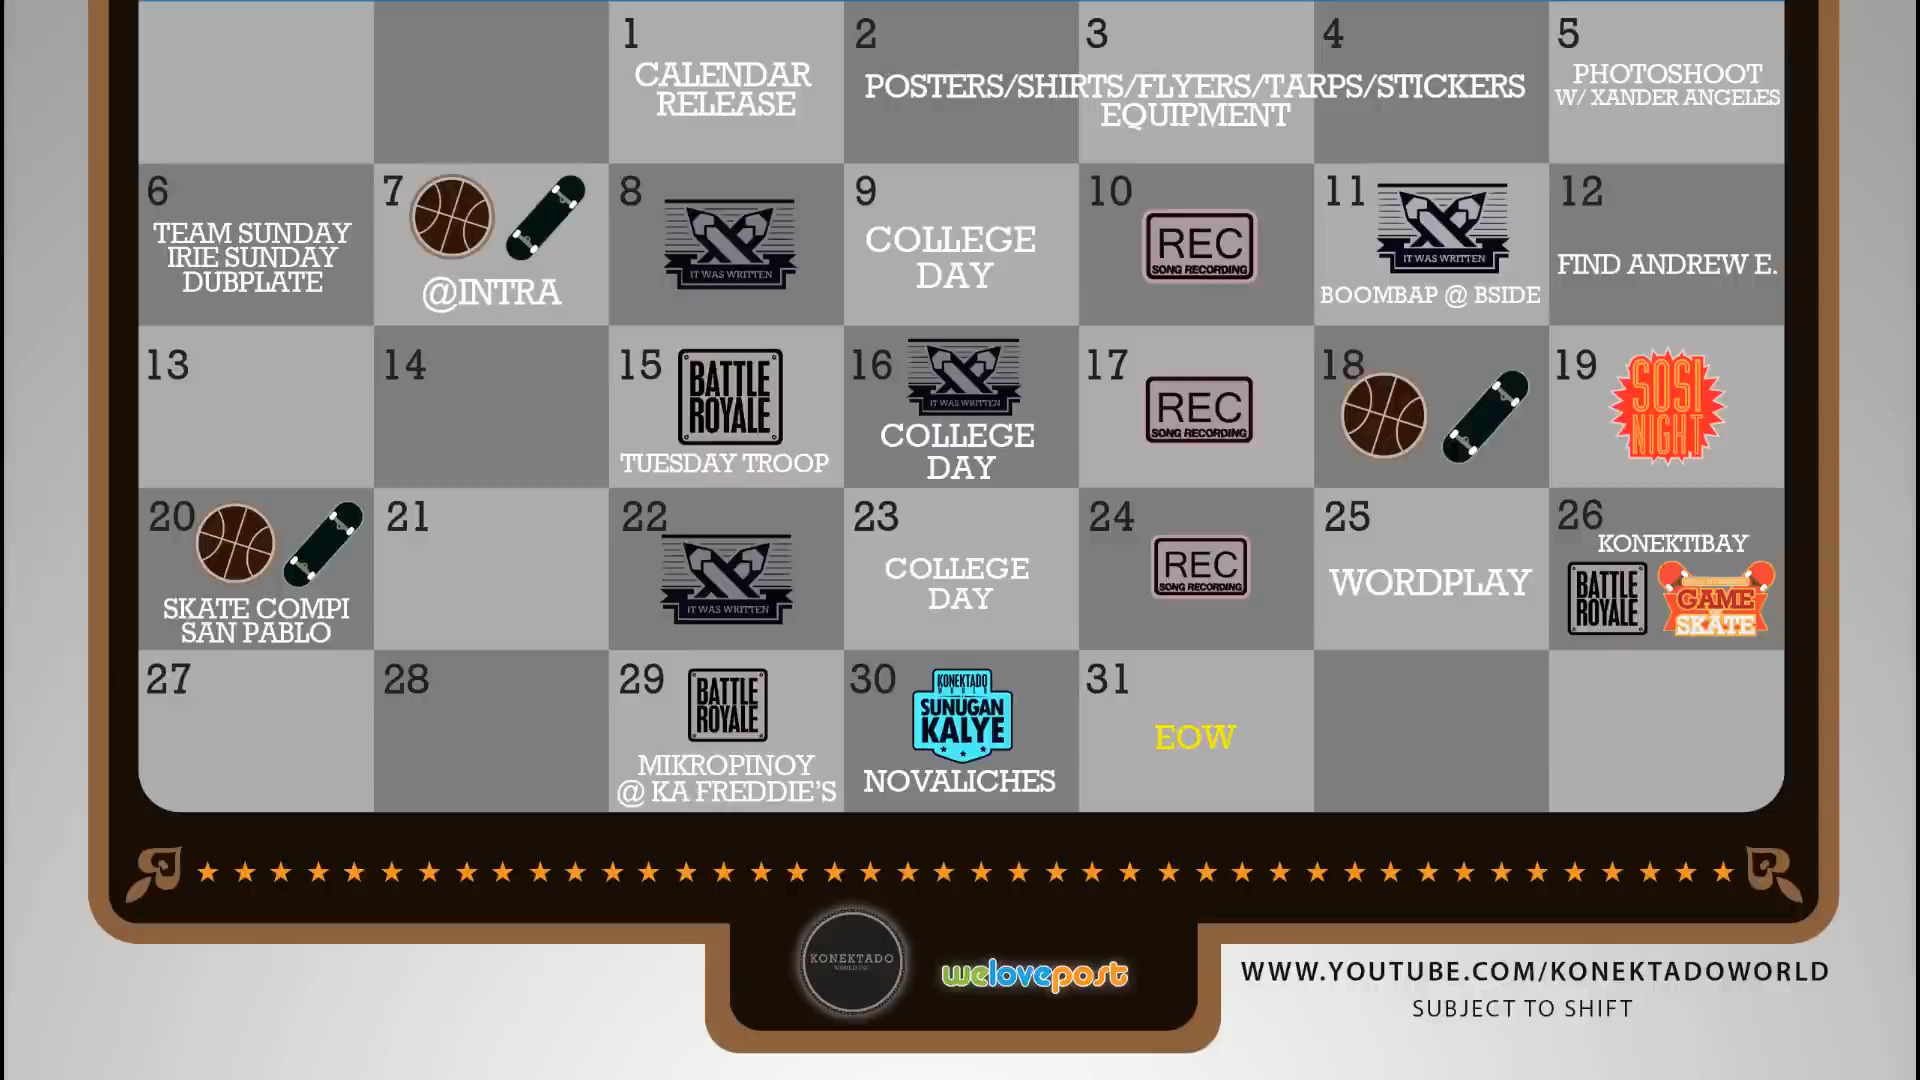 1
CALENDAR
RELEASE
2
3
4
POSTERS/SHIRTS/FLYERS/TARPS/STICKERS
EQUIPMENT
5
PHOTOSHOOT
W/ XANDER ANGELES
6
TEAM SUNDAY
IRIE SUNDAY
DUBPLATE
7
@INTRA
8
IT WAS WRITTEN
9
COLLEGE
DAY
10
REC
SONG RECORDING
11
IT WAS WRITTEN
BOOMBAP @ BSIDE
12
FIND ANDREW E.
13
14
15
BATTLE
ROYALE
TUESDAY TROOP
16
IT WAS WRITTEN
COLLEGE
DAY
17
REC
SONG RECORDING
18
19
SOSI
NIGHT
20
SKATE COMPI
SAN PABLO
21
22
IT WAS WRITTEN
23
COLLEGE
DAY
24
REC
SONG RECORDING
25
WORDPLAY
26
KONEKTIBAY
BATTLE
ROYALE
GAME
SKATE
27
28
29
BATTLE
ROYALE
MIKROPINOY
@ KA FREDDIE'S
30
KONEKTADO
WORLD
SUNUGAN
KALYE
NOVALICHES
31
EOW
KONEKTADO
WORLD INC
welovepost
WWW.YOUTUBE.COM/KONEKTADOWORLD
SUBJECT TO SHIFT